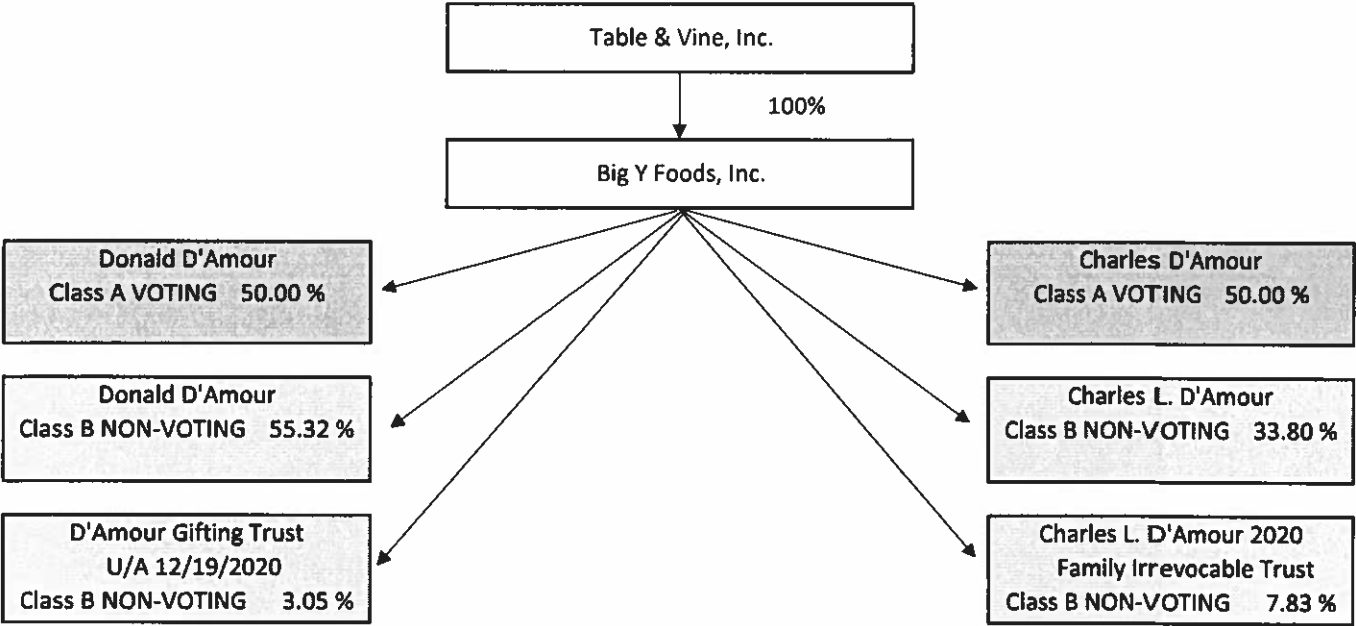 Table & Vine, Inc.
100%
Big Y Foods, Inc.
Donald D'Amour
Class A VOTING 50.00 %
Charles D'Amour
Class A VOTING 50.00 %
Donald D'Amour
Class B NON-VOTING 55.32 %
Charles L. D'Amour
Class B NON-VOTING 33.80 %
D'Amour Gifting Trust
U/A 12/19/2020
Class B NON-VOTING 3.05 %
Charles L. D'Amour 2020
Family Irrevocable Trust
Class B NON-VOTING 7.83 %